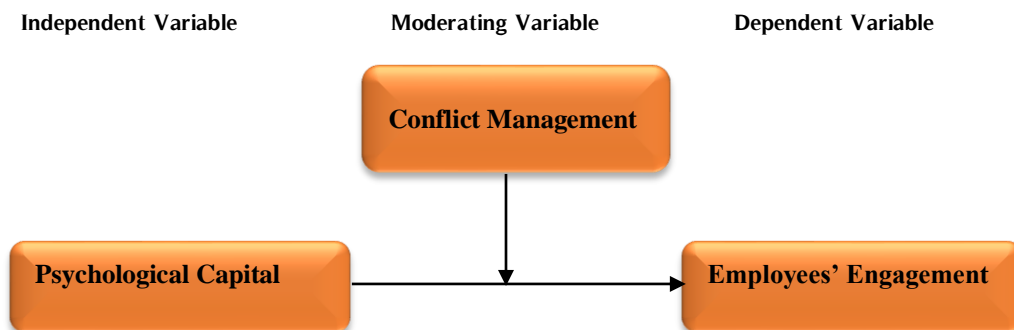 Independent Variable
Moderating Variable
Dependent Variable
Conflict Management
Psychological Capital
Employees’ Engagement